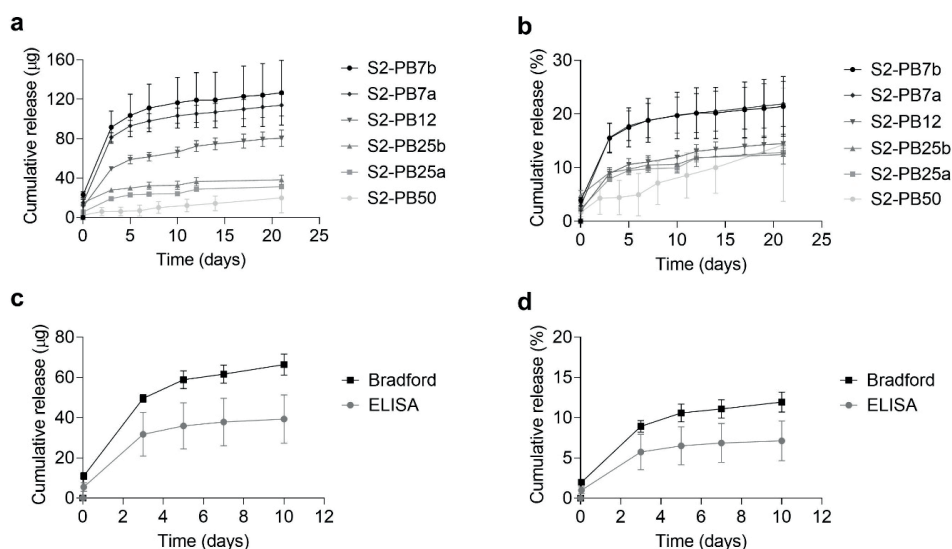 a
Cumulative release (µg)
160
120
80
40
0
0 5 10 15 20 25
Time (days)
S2-PB7b
S2-PB7a
S2-PB12
S2-PB25b
S2-PB25a
S2-PB50
b
Cumulative release (%)
30
20
10
0
0 5 10 15 20 25
Time (days)
S2-PB7b
S2-PB7a
S2-PB12
S2-PB25b
S2-PB25a
S2-PB50
c
Cumulative release (µg)
80
60
40
20
0
0 2 4 6 8 10 12
Time (days)
Bradford
ELISA
d
Cumulative release (%)
20
15
10
5
0
0 2 4 6 8 10 12
Time (days)
Bradford
ELISA